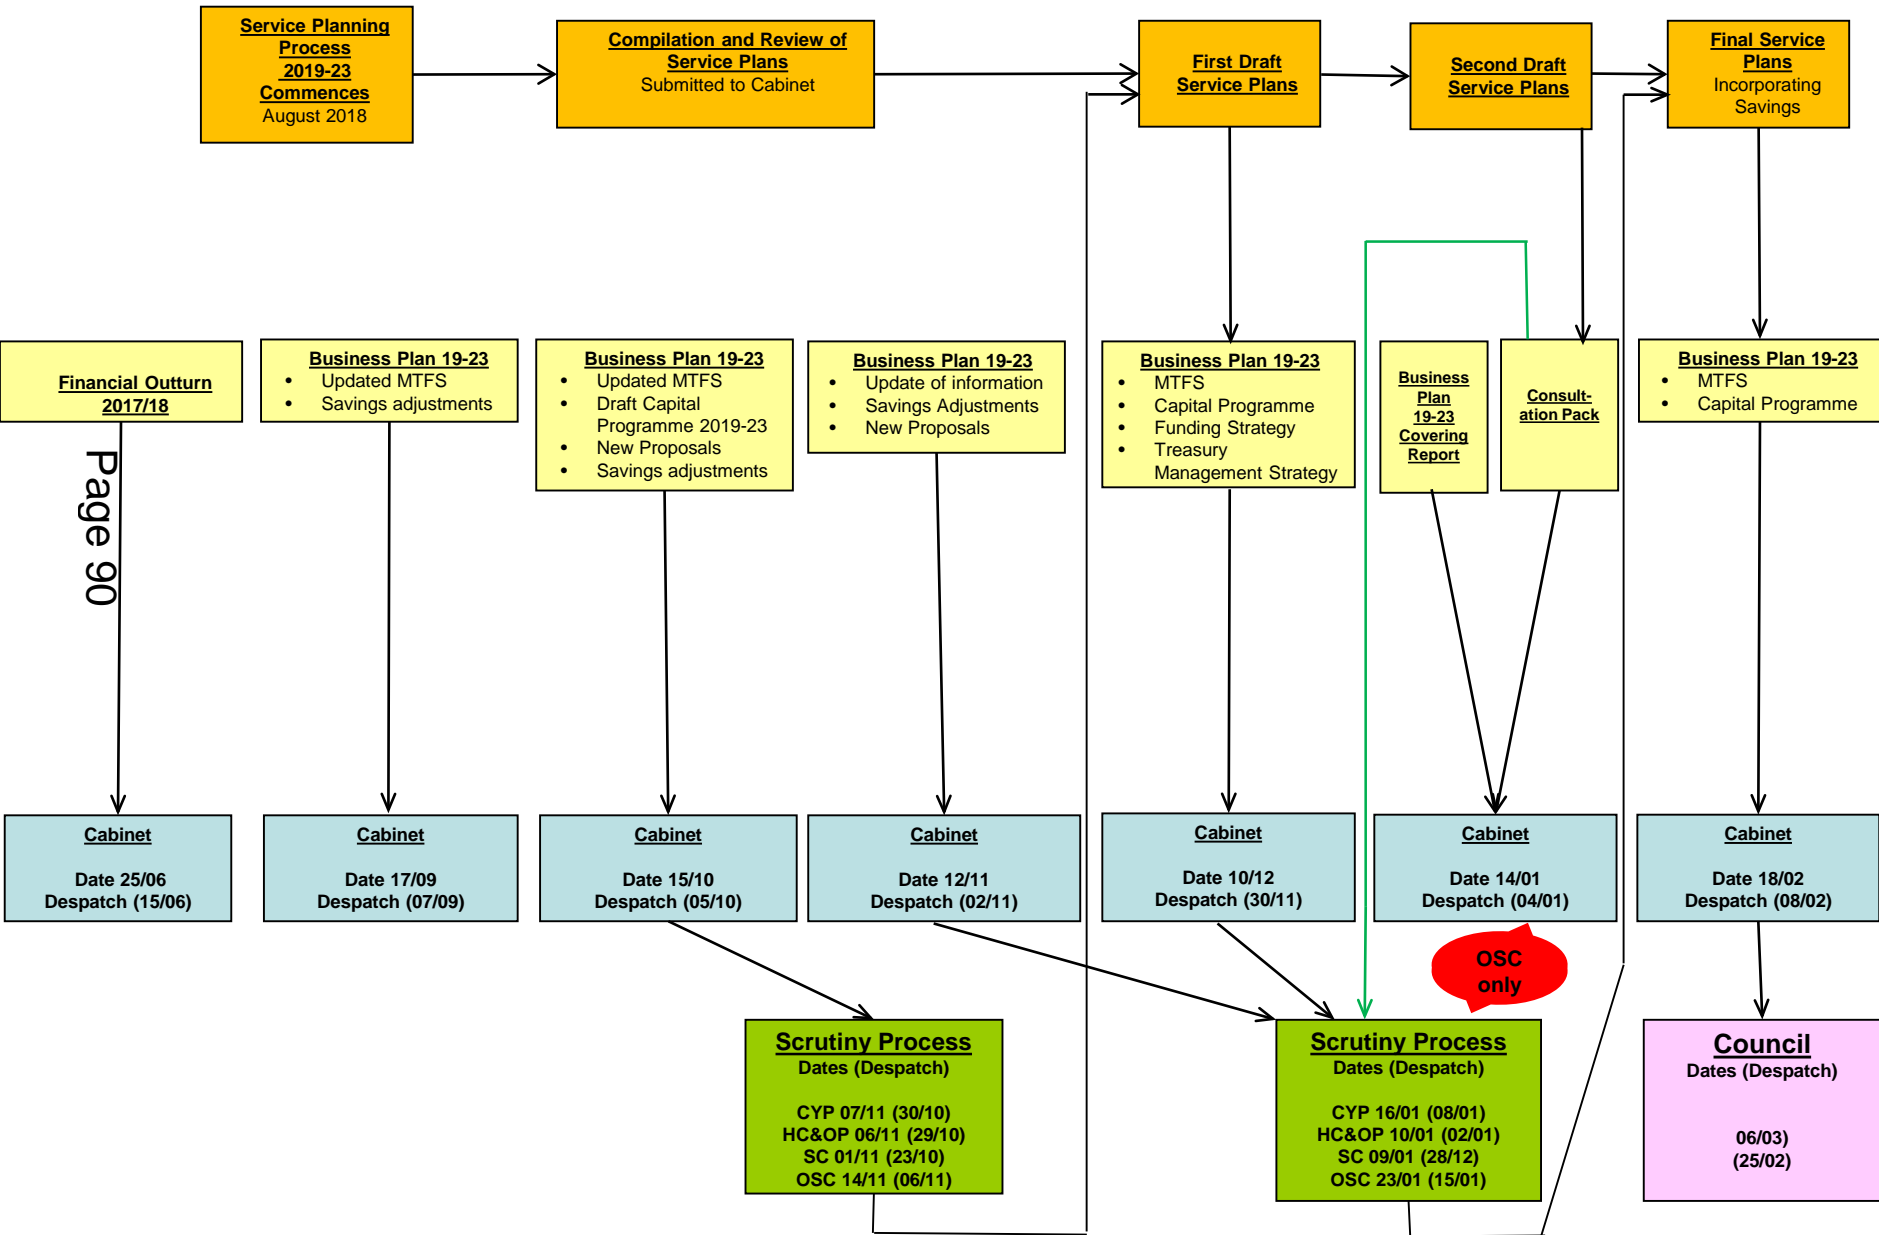 Service Planning
Process
2019-23
Commences
August 2018
Compilation and Review of
Service Plans
Submitted to Cabinet
First Draft
Service Plans
Second Draft
Service Plans
Final Service
Plans
Incorporating
Savings
Financial Outturn
2017/18
Business Plan 19-23
• Updated MTFS
• Savings adjustments
Business Plan 19-23
• Updated MTFS
• Draft Capital
Programme 2019-23
• New Proposals
• Savings adjustments
Business Plan 19-23
• Update of information
• Savings Adjustments
• New Proposals
Business Plan 19-23
• MTFS
• Capital Programme
• Funding Strategy
• Treasury
Management Strategy
Business
Plan
19-23
Covering
Report
Consult-
ation Pack
Business Plan 19-23
• MTFS
• Capital Programme
Page 90
Cabinet
Date 25/06
Despatch (15/06)
Cabinet
Date 17/09
Despatch (07/09)
Cabinet
Date 15/10
Despatch (05/10)
Cabinet
Date 12/11
Despatch (02/11)
Cabinet
Date 10/12
Despatch (30/11)
Cabinet
Date 14/01
Despatch (04/01)
Cabinet
Date 18/02
Despatch (08/02)
OSC
only
Scrutiny Process
Dates (Despatch)
CYP 07/11 (30/10)
HC&OP 06/11 (29/10)
SC 01/11 (23/10)
OSC 14/11 (06/11)
Scrutiny Process
Dates (Despatch)
CYP 16/01 (08/01)
HC&OP 10/01 (02/01)
SC 09/01 (28/12)
OSC 23/01 (15/01)
Council
Dates (Despatch)
06/03)
(25/02)